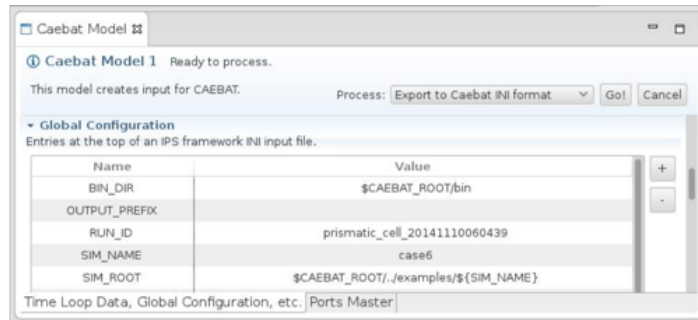 Caebat Model
Caebat Model 1 Ready to process.
This model creates input for CAEBAT. Process: Export to Caebat INI format Go! Cancel
Global Configuration
Entries at the top of an IPS framework INI input file.
Name Value
BIN_DIR $CAEBAT_ROOT/bin
OUTPUT_PREFIX
RUN_ID prismatic_cell_20141110060439
SIM_NAME case6
SIM_ROOT $CAEBAT_ROOT/../examples/${SIM_NAME}
+
-
Time Loop Data, Global Configuration, etc. Ports Master